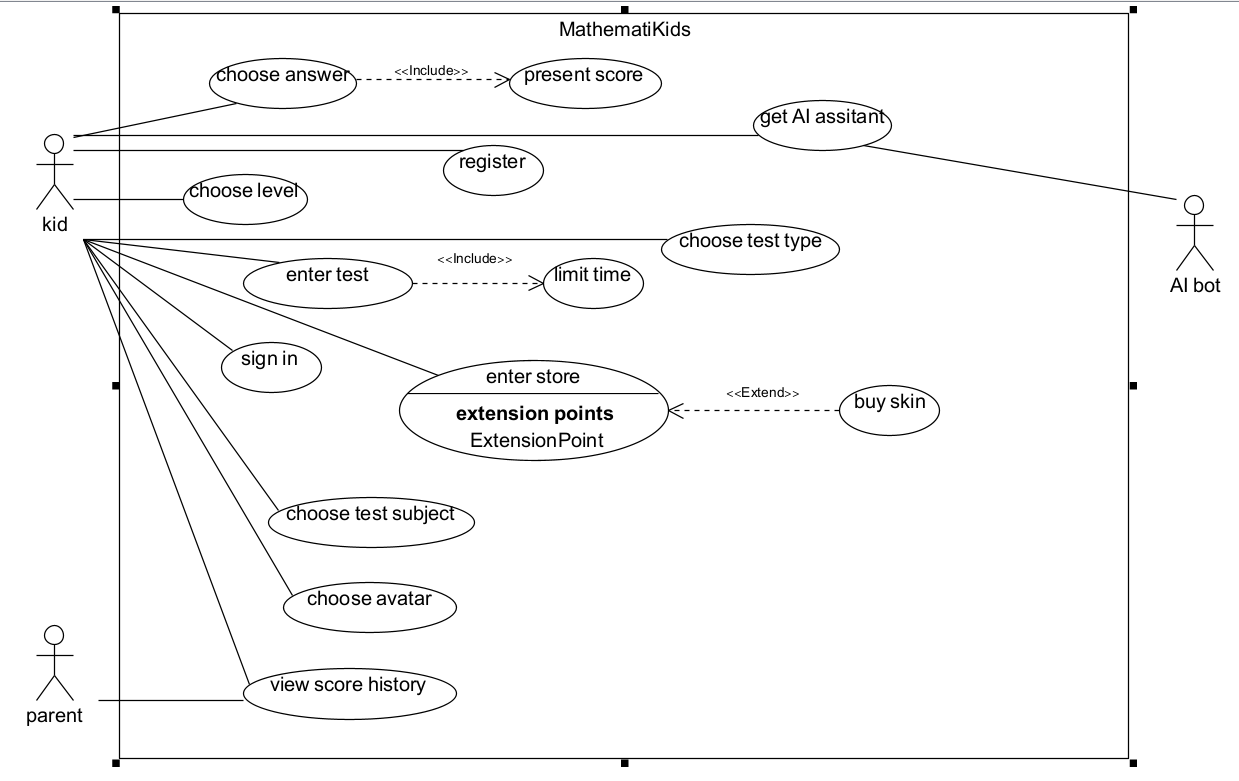 MathematiKids
choose answer
<<Include>>
present score
get AI assitant
register
choose level
kid
choose test type
enter test
<<Include>>
limit time
AI bot
sign in
enter store
extension points
ExtensionPoint
<<Extend>>
buy skin
choose test subject
choose avatar
view score history
parent